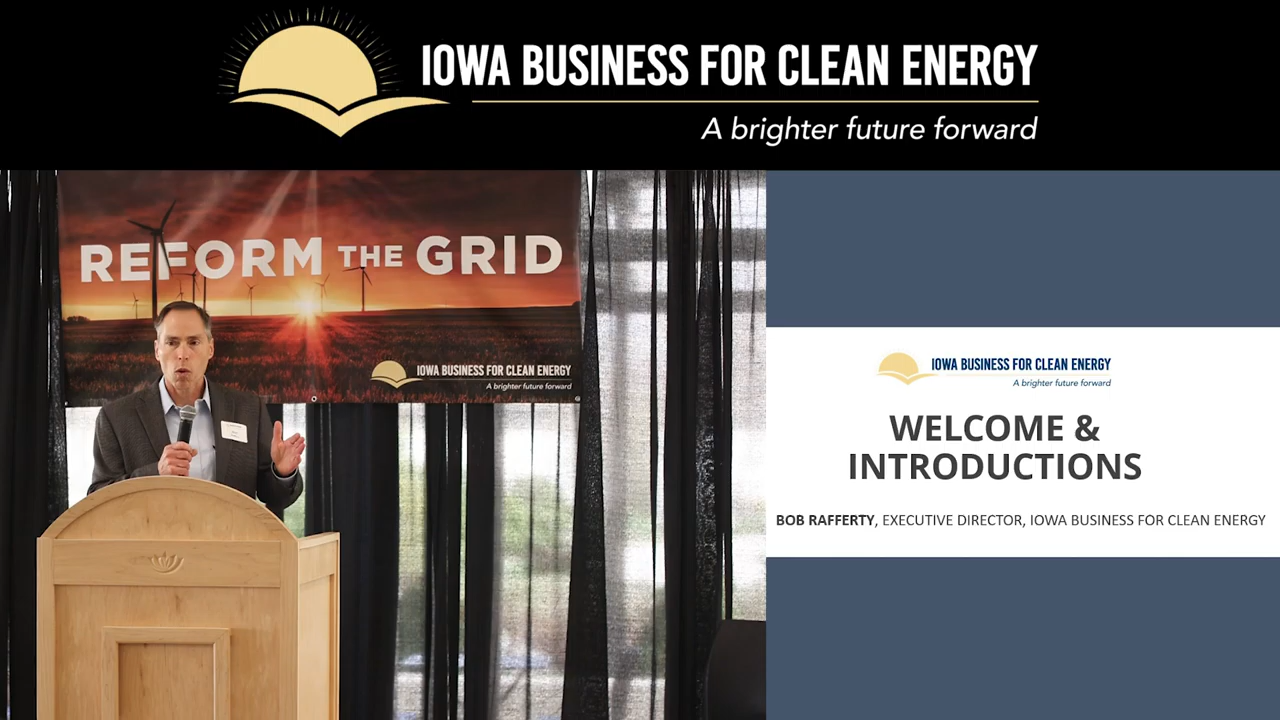 IOWA BUSINESS FOR CLEAN ENERGY
A brighter future forward
REFORM THE GRID
IOWA BUSINESS FOR CLEAN ENERGY
A brighter future forward
IOWA BUSINESS FOR CLEAN ENERGY
A brighter future forward
WELCOME &
INTRODUCTIONS
BOB RAFFERTY, EXECUTIVE DIRECTOR, IOWA BUSINESS FOR CLEAN ENERGY